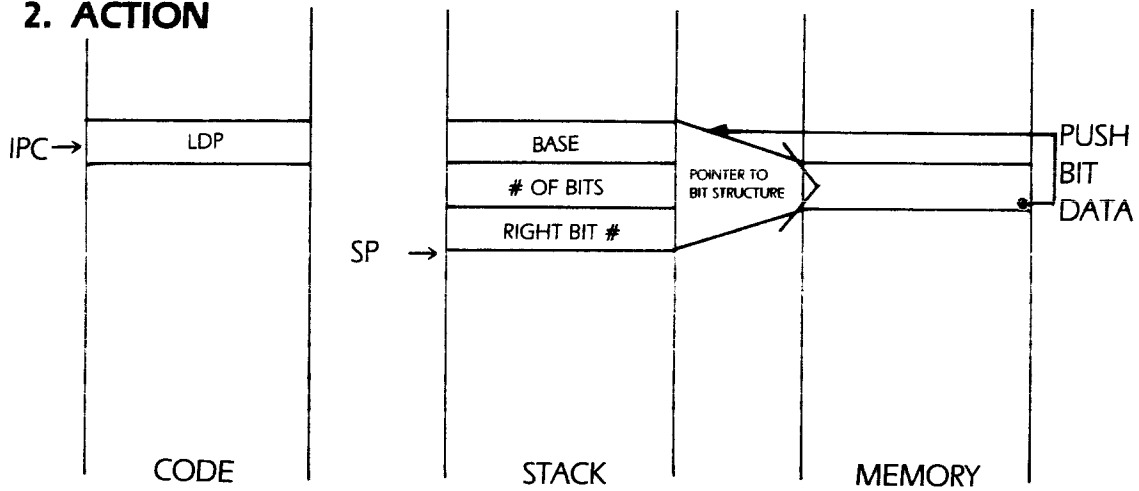 2. ACTION
IPC→
LDP
BASE
# OF BITS
RIGHT BIT #
SP →
POINTER TO
BIT STRUCTURE
PUSH
BIT
DATA
CODE
STACK
MEMORY